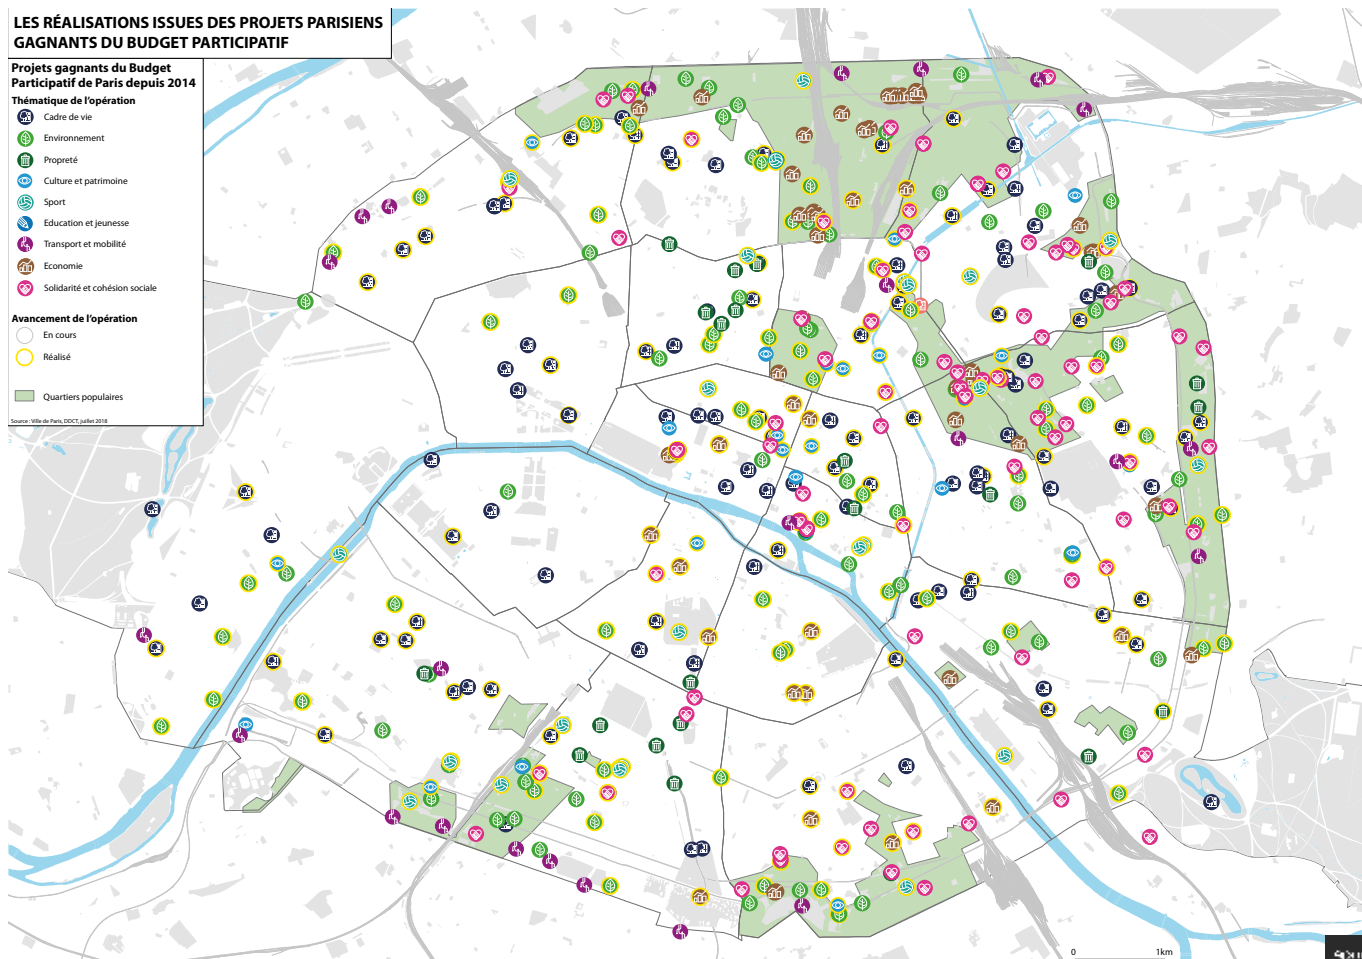 LES RÉALISATIONS ISSUES DES PROJETS PARISIENS
GAGNANTS DU BUDGET PARTICIPATIF
Projets gagnants du Budget
Participatif de Paris depuis 2014
Thématique de l'opération
Cadre de vie
Environnement
Propreté
Culture et patrimoine
Sport
Education et jeunesse
Transport et mobilité
Economie
Solidarité et cohésion sociale
Avancement de l'opération
En cours
Réalisé
Quartiers populaires
Source : Ville de Paris, DDCT, juillet 2018
0 1km